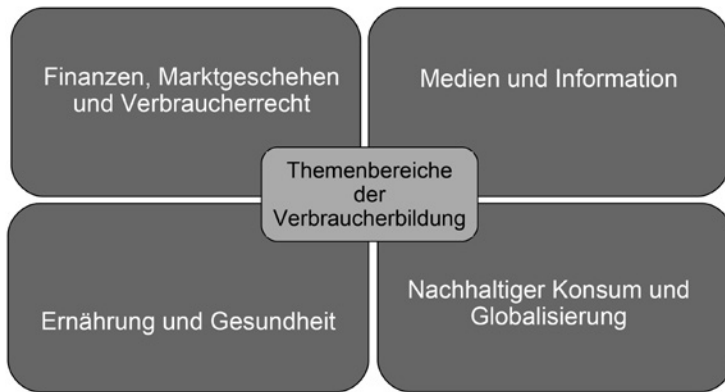 Finanzen, Marktgeschehen
und Verbraucherrecht
Medien und Information
Themenbereiche
der
Verbraucherbildung
Ernährung und Gesundheit
Nachhaltiger Konsum und
Globalisierung